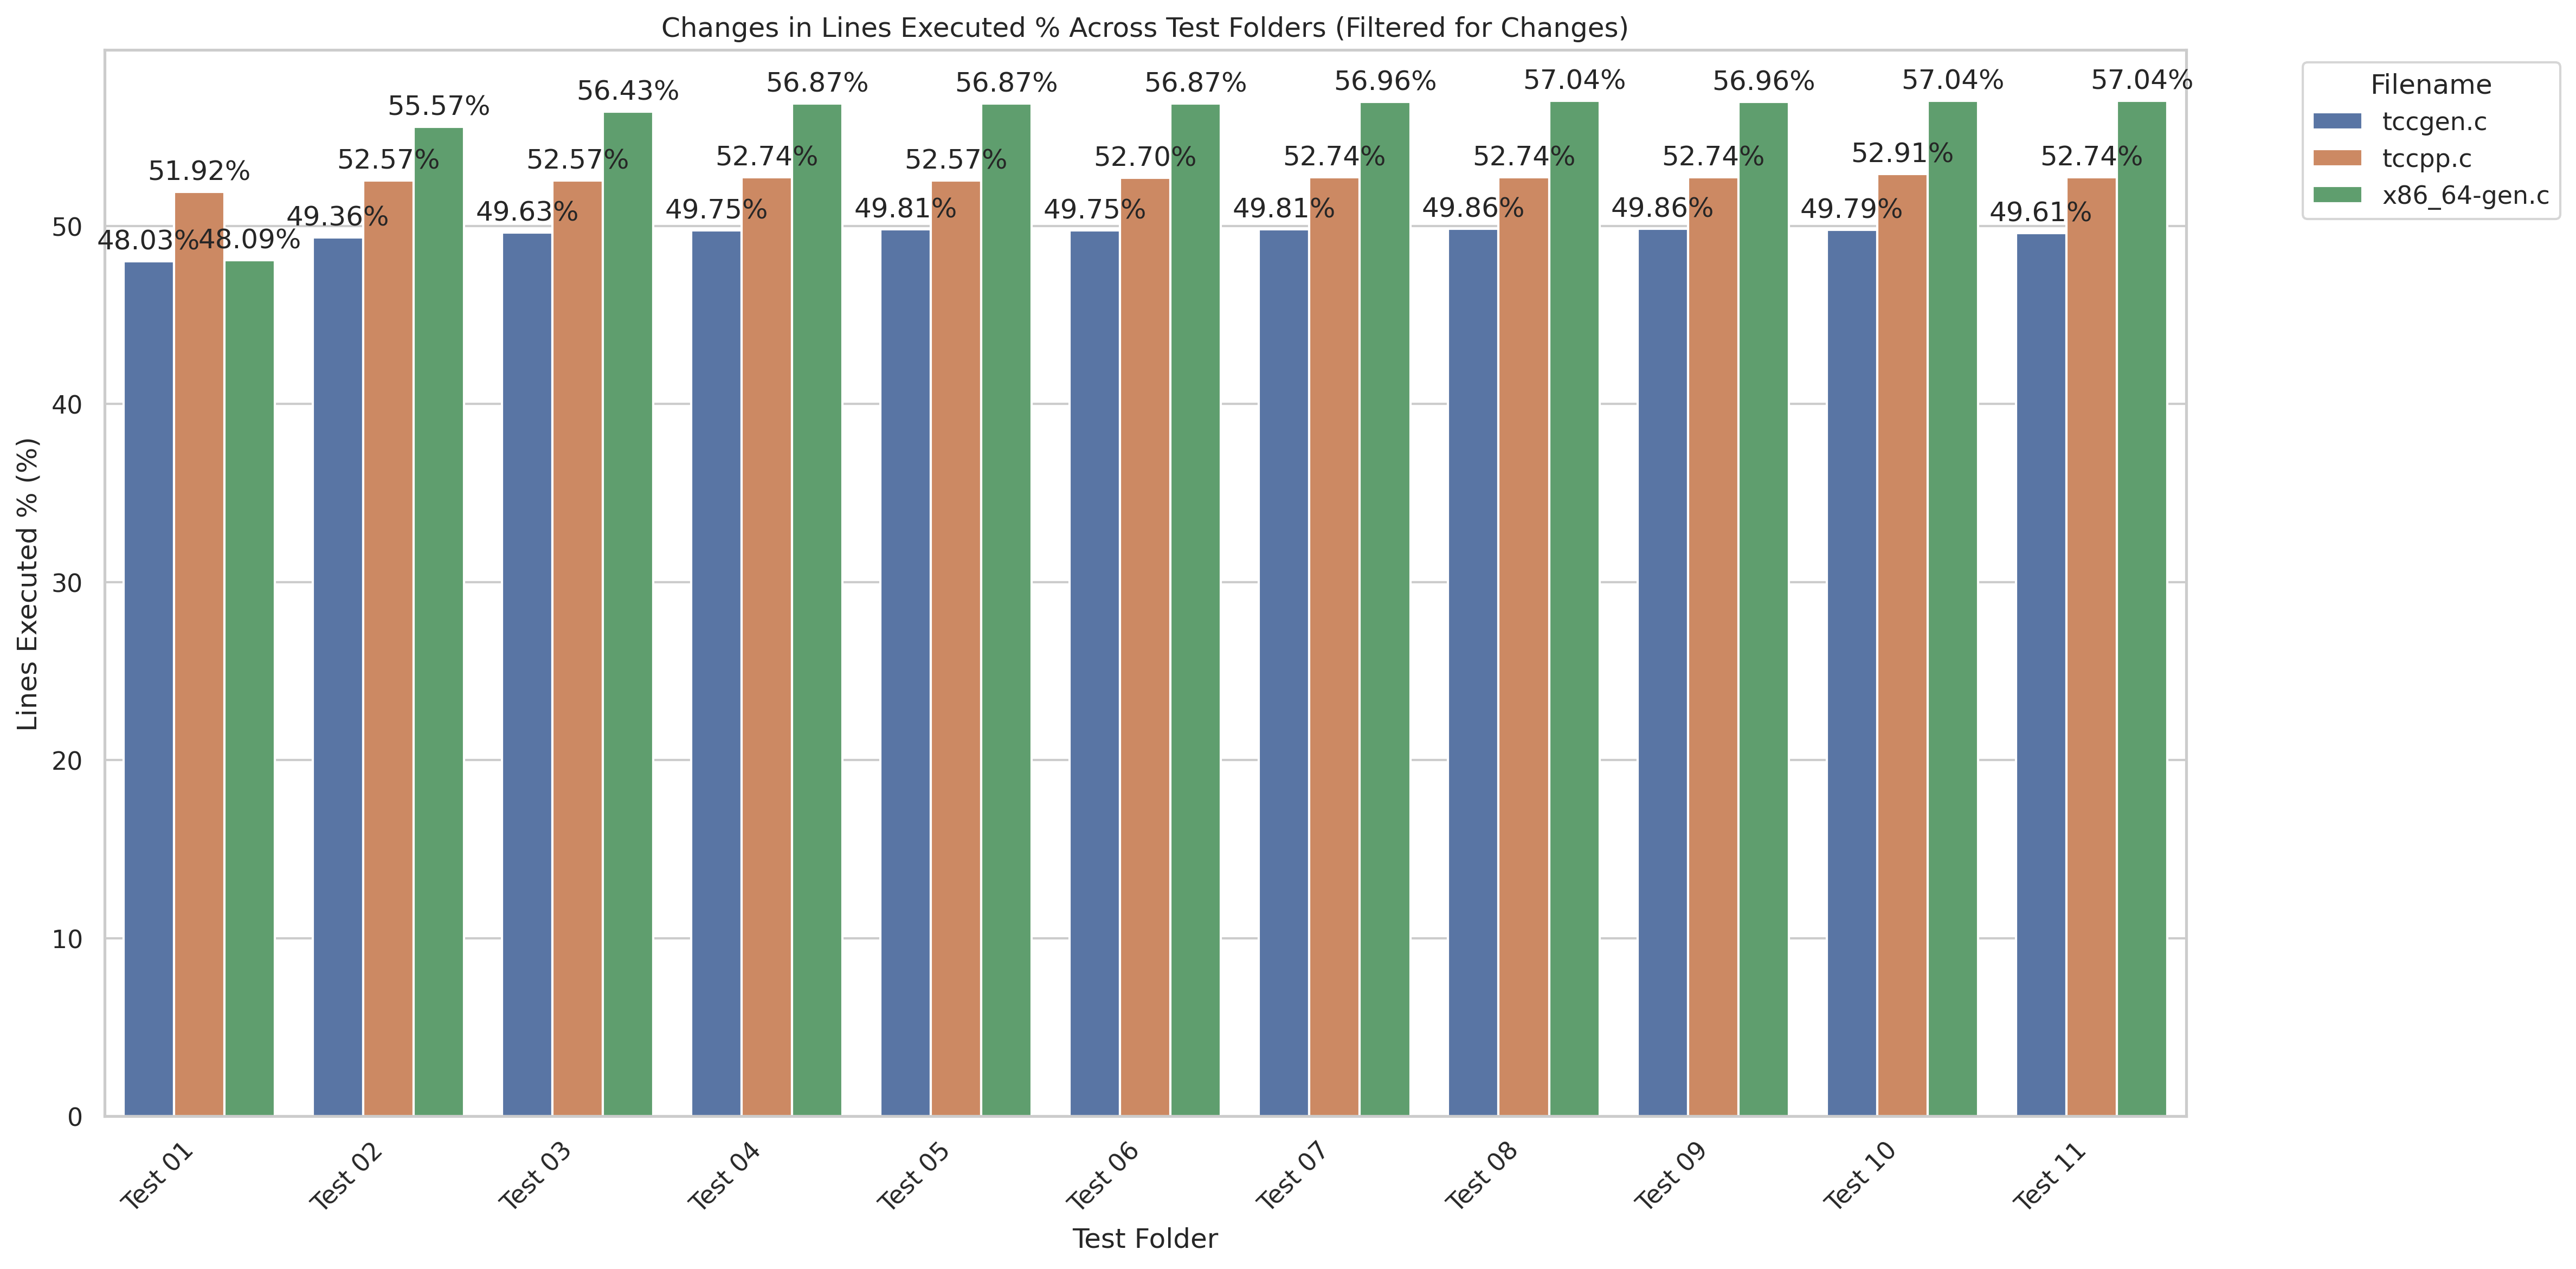 Changes in Lines Executed % Across Test Folders (Filtered for Changes)
Lines Executed % (%)
50
40
30
20
10
0
48.03%
51.92%
48.09%
49.36%
52.57%
55.57%
49.63%
52.57%
56.43%
49.75%
52.74%
56.87%
49.81%
52.57%
56.87%
49.75%
52.70%
56.87%
49.81%
52.74%
56.96%
49.86%
52.74%
57.04%
49.86%
52.74%
56.96%
49.79%
52.91%
57.04%
49.61%
52.74%
57.04%
Test 01
Test 02
Test 03
Test 04
Test 05
Test 06
Test 07
Test 08
Test 09
Test 10
Test 11
Test Folder
Filename
tccgen.c
tccpp.c
x86_64-gen.c